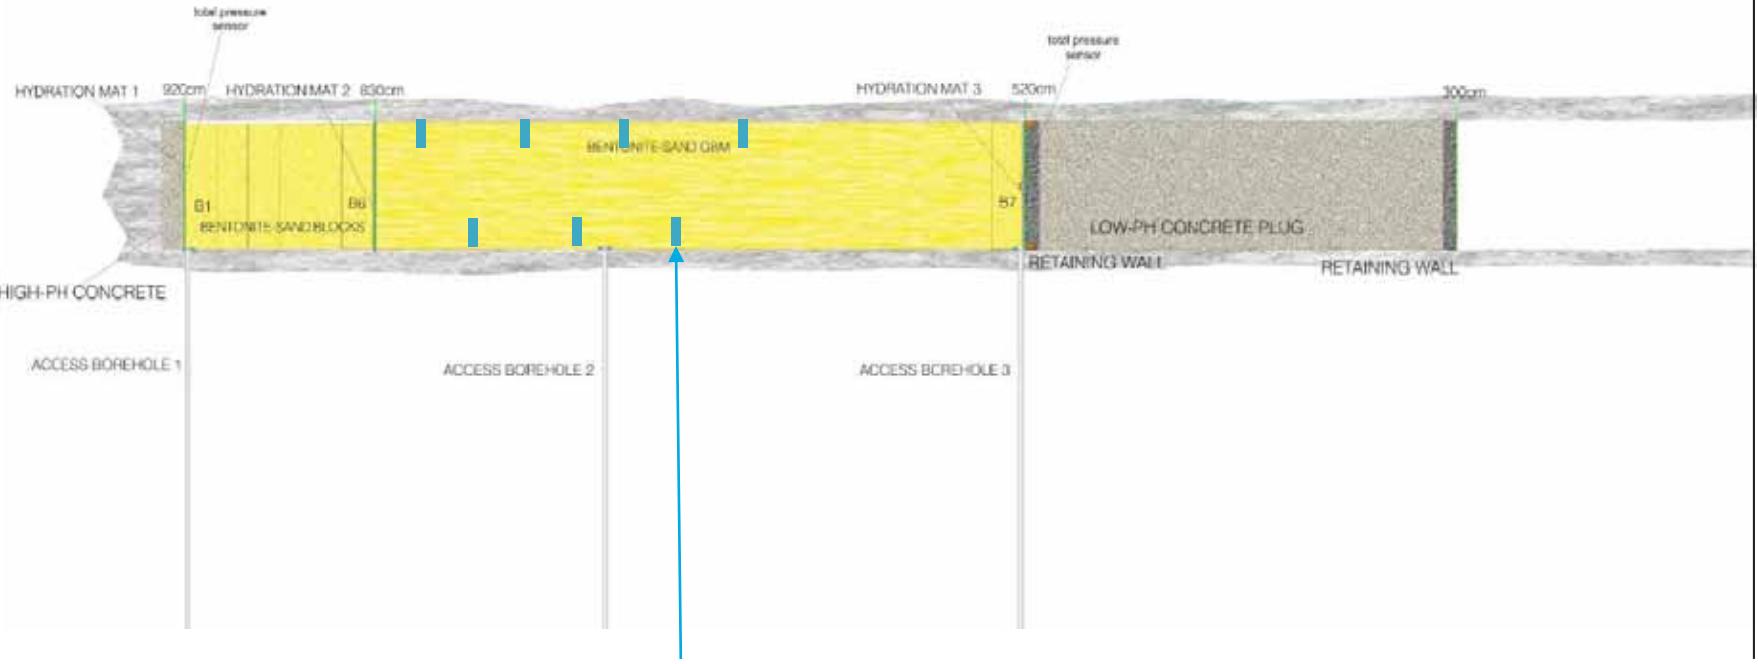 total pressure
sensor
total pressure
sensor
HYDRATION MAT 1
920cm
HYDRATION MAT 2
830cm
HYDRATION MAT 3
520cm
300cm
BENTONITE-SAND GBM
B1
B6
B7
BENTONITE-SAND BLOCKS
LOW-PH CONCRETE PLUG
RETAINING WALL
RETAINING WALL
HIGH-PH CONCRETE
ACCESS BOREHOLE 1
ACCESS BOREHOLE 2
ACCESS BOREHOLE 3